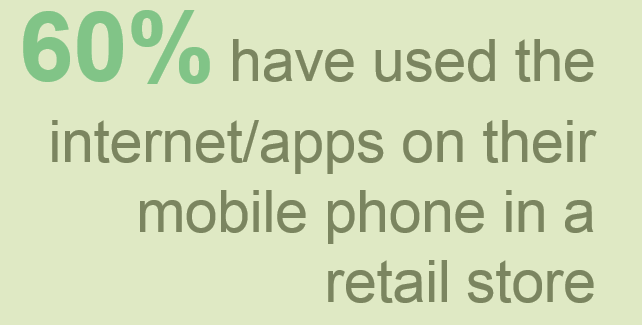 60% have used the
internet/apps on their
mobile phone in a
retail store